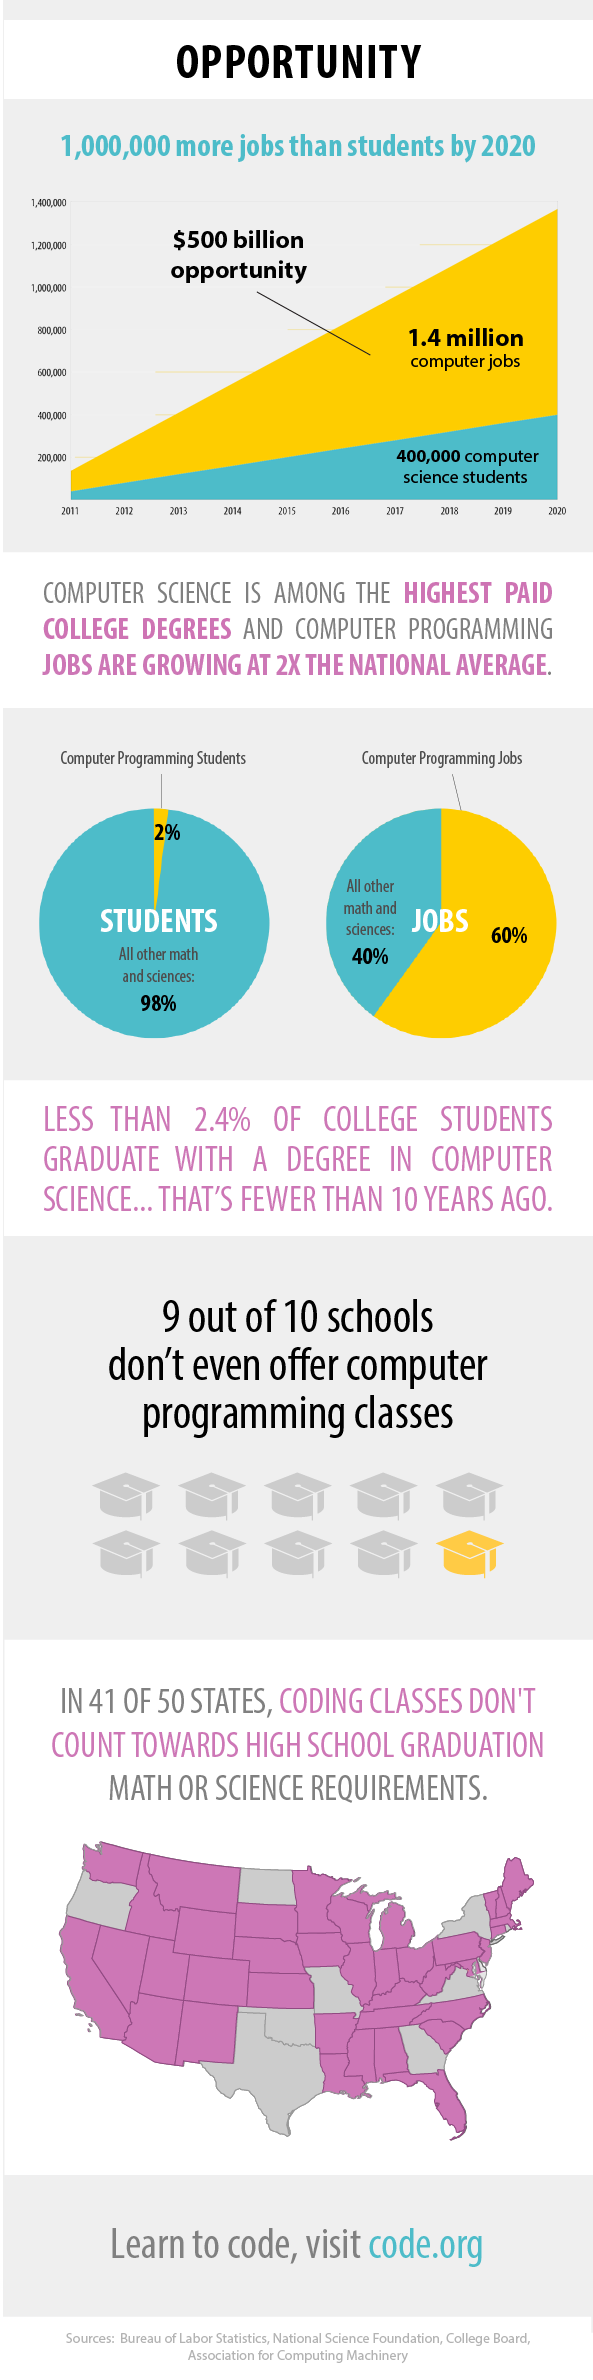 OPPORTUNITY
1,000,000 more jobs than students by 2020
1,400,000
1,200,000
1,000,000
800,000
600,000
400,000
200,000
$500 billion
opportunity
1.4 million
computer jobs
400,000 computer
science students
2011 2012 2013 2014 2015 2016 2017 2018 2019 2020
COMPUTER SCIENCE IS AMONG THE HIGHEST PAID
COLLEGE DEGREES AND COMPUTER PROGRAMMING
JOBS ARE GROWING AT 2X THE NATIONAL AVERAGE.
Computer Programming Students
2%
STUDENTS
All other math
and sciences:
98%
Computer Programming Jobs
All other
math and
sciences:
40%
JOBS
60%
LESS THAN 2.4% OF COLLEGE STUDENTS
GRADUATE WITH A DEGREE IN COMPUTER
SCIENCE... THAT'S FEWER THAN 10 YEARS AGO.
9 out of 10 schools
don't even offer computer
programming classes
IN 41 OF 50 STATES, CODING CLASSES DON'T
COUNT TOWARDS HIGH SCHOOL GRADUATION
MATH OR SCIENCE REQUIREMENTS.
Learn to code, visit code.org
Sources: Bureau of Labor Statistics, National Science Foundation, College Board,
Association for Computing Machinery